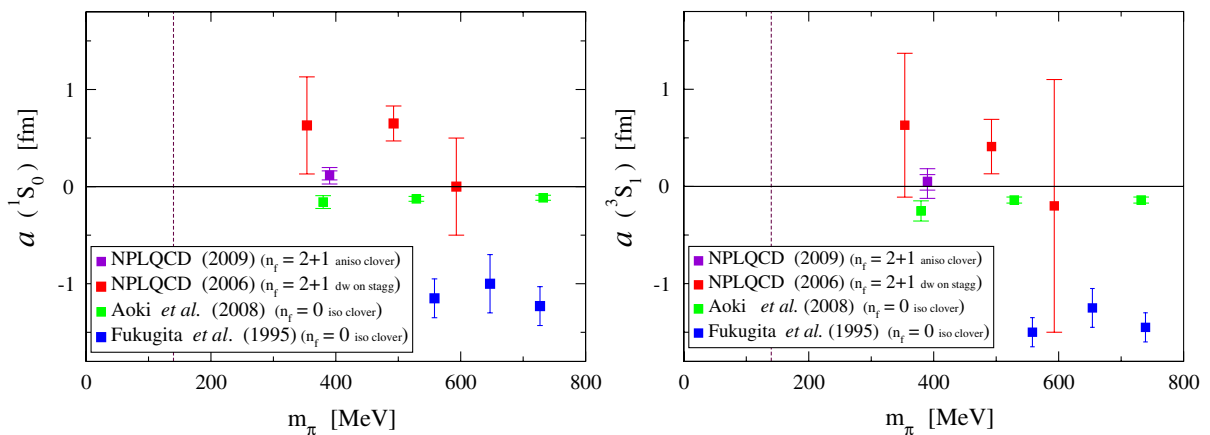 a ( ¹S₀ ) [fm]
1
0
-1
NPLQCD (2009) (n_f = 2+1 aniso clover)
NPLQCD (2006) (n_f = 2+1 dw on stagg)
Aoki et al. (2008) (n_f = 0 iso clover)
Fukugita et al. (1995) (n_f = 0 iso clover)
0 200 400 600 800
m_π [MeV]
a ( ³S₁ ) [fm]
1
0
-1
NPLQCD (2009) (n_f = 2+1 aniso clover)
NPLQCD (2006) (n_f = 2+1 dw on stagg)
Aoki et al. (2008) (n_f = 0 iso clover)
Fukugita et al. (1995) (n_f = 0 iso clover)
0 200 400 600 800
m_π [MeV]